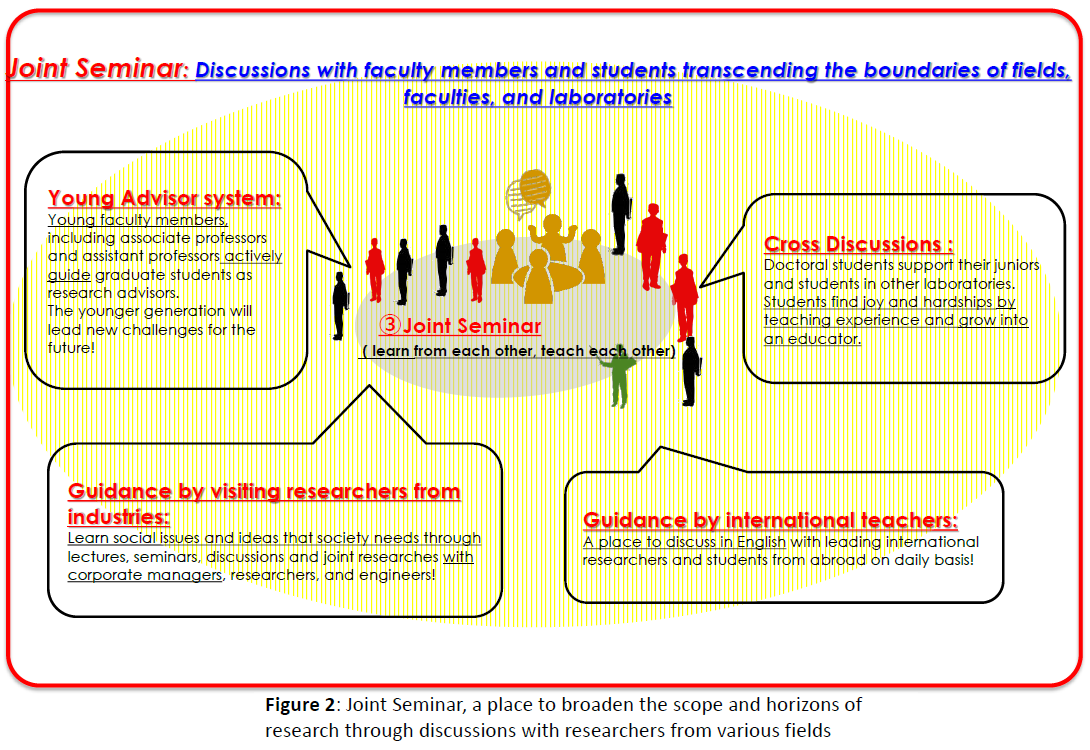 Joint Seminar: Discussions with faculty members and students transcending the boundaries of fields,
faculties, and laboratories
Young Advisor system:
Young faculty members,
including associate professors
and assistant professors actively
guide graduate students as
research advisors.
The younger generation will
lead new challenges for the
future!
Cross Discussions :
Doctoral students support their juniors
and students in other laboratories.
Students find joy and hardships by
teaching experience and grow into
an educator.
③Joint Seminar
( learn from each other, teach each other)
Guidance by visiting researchers from
industries:
Learn social issues and ideas that society needs through
lectures, seminars, discussions and joint researches with
corporate managers, researchers, and engineers!
Guidance by international teachers:
A place to discuss in English with leading international
researchers and students from abroad on daily basis!
Figure 2: Joint Seminar, a place to broaden the scope and horizons of
research through discussions with researchers from various fields